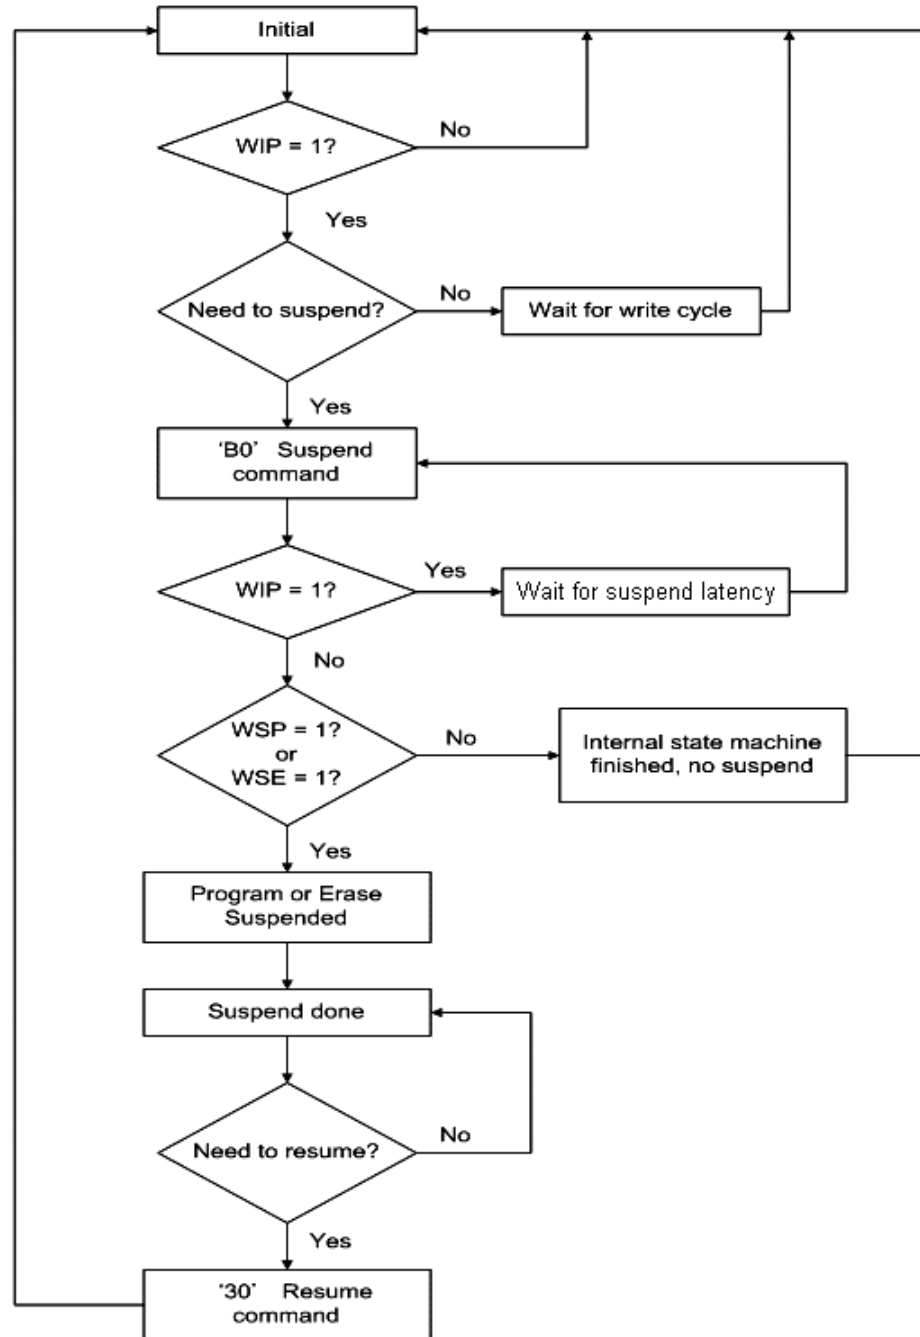 Initial
WIP = 1?
No
Yes
Need to suspend?
No
Wait for write cycle
Yes
‘B0’ Suspend
command
WIP = 1?
Yes
Wait for suspend latency
No
WSP = 1?
or
WSE = 1?
No
Internal state machine
finished, no suspend
Yes
Program or Erase
Suspended
Suspend done
Need to resume?
No
Yes
‘30’ Resume
command